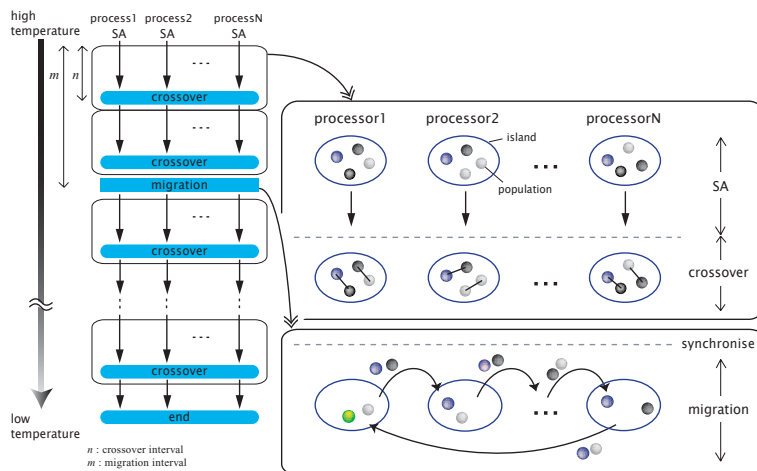 high
temperature
process1 process2 processN
SA SA SA
m n
crossover
crossover
migration
crossover
crossover
end
low
temperature
n : crossover interval
m : migration interval
processor1 processor2 processorN
island
population
SA
crossover
synchronise
migration